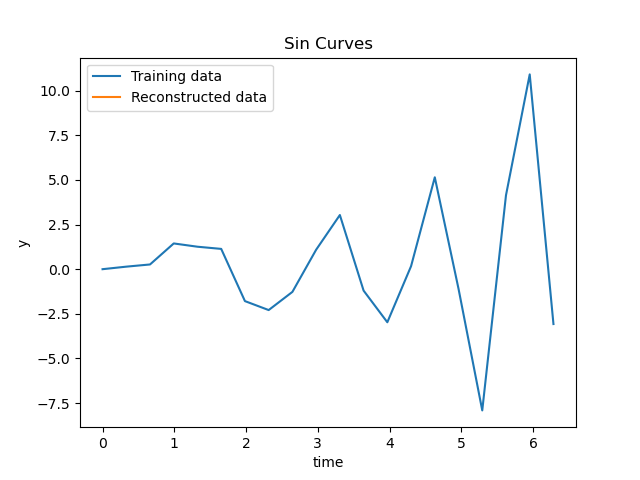 Sin Curves
Training data
Reconstructed data
10.0
7.5
5.0
2.5
0.0
−2.5
−5.0
−7.5
y
0 1 2 3 4 5 6
time